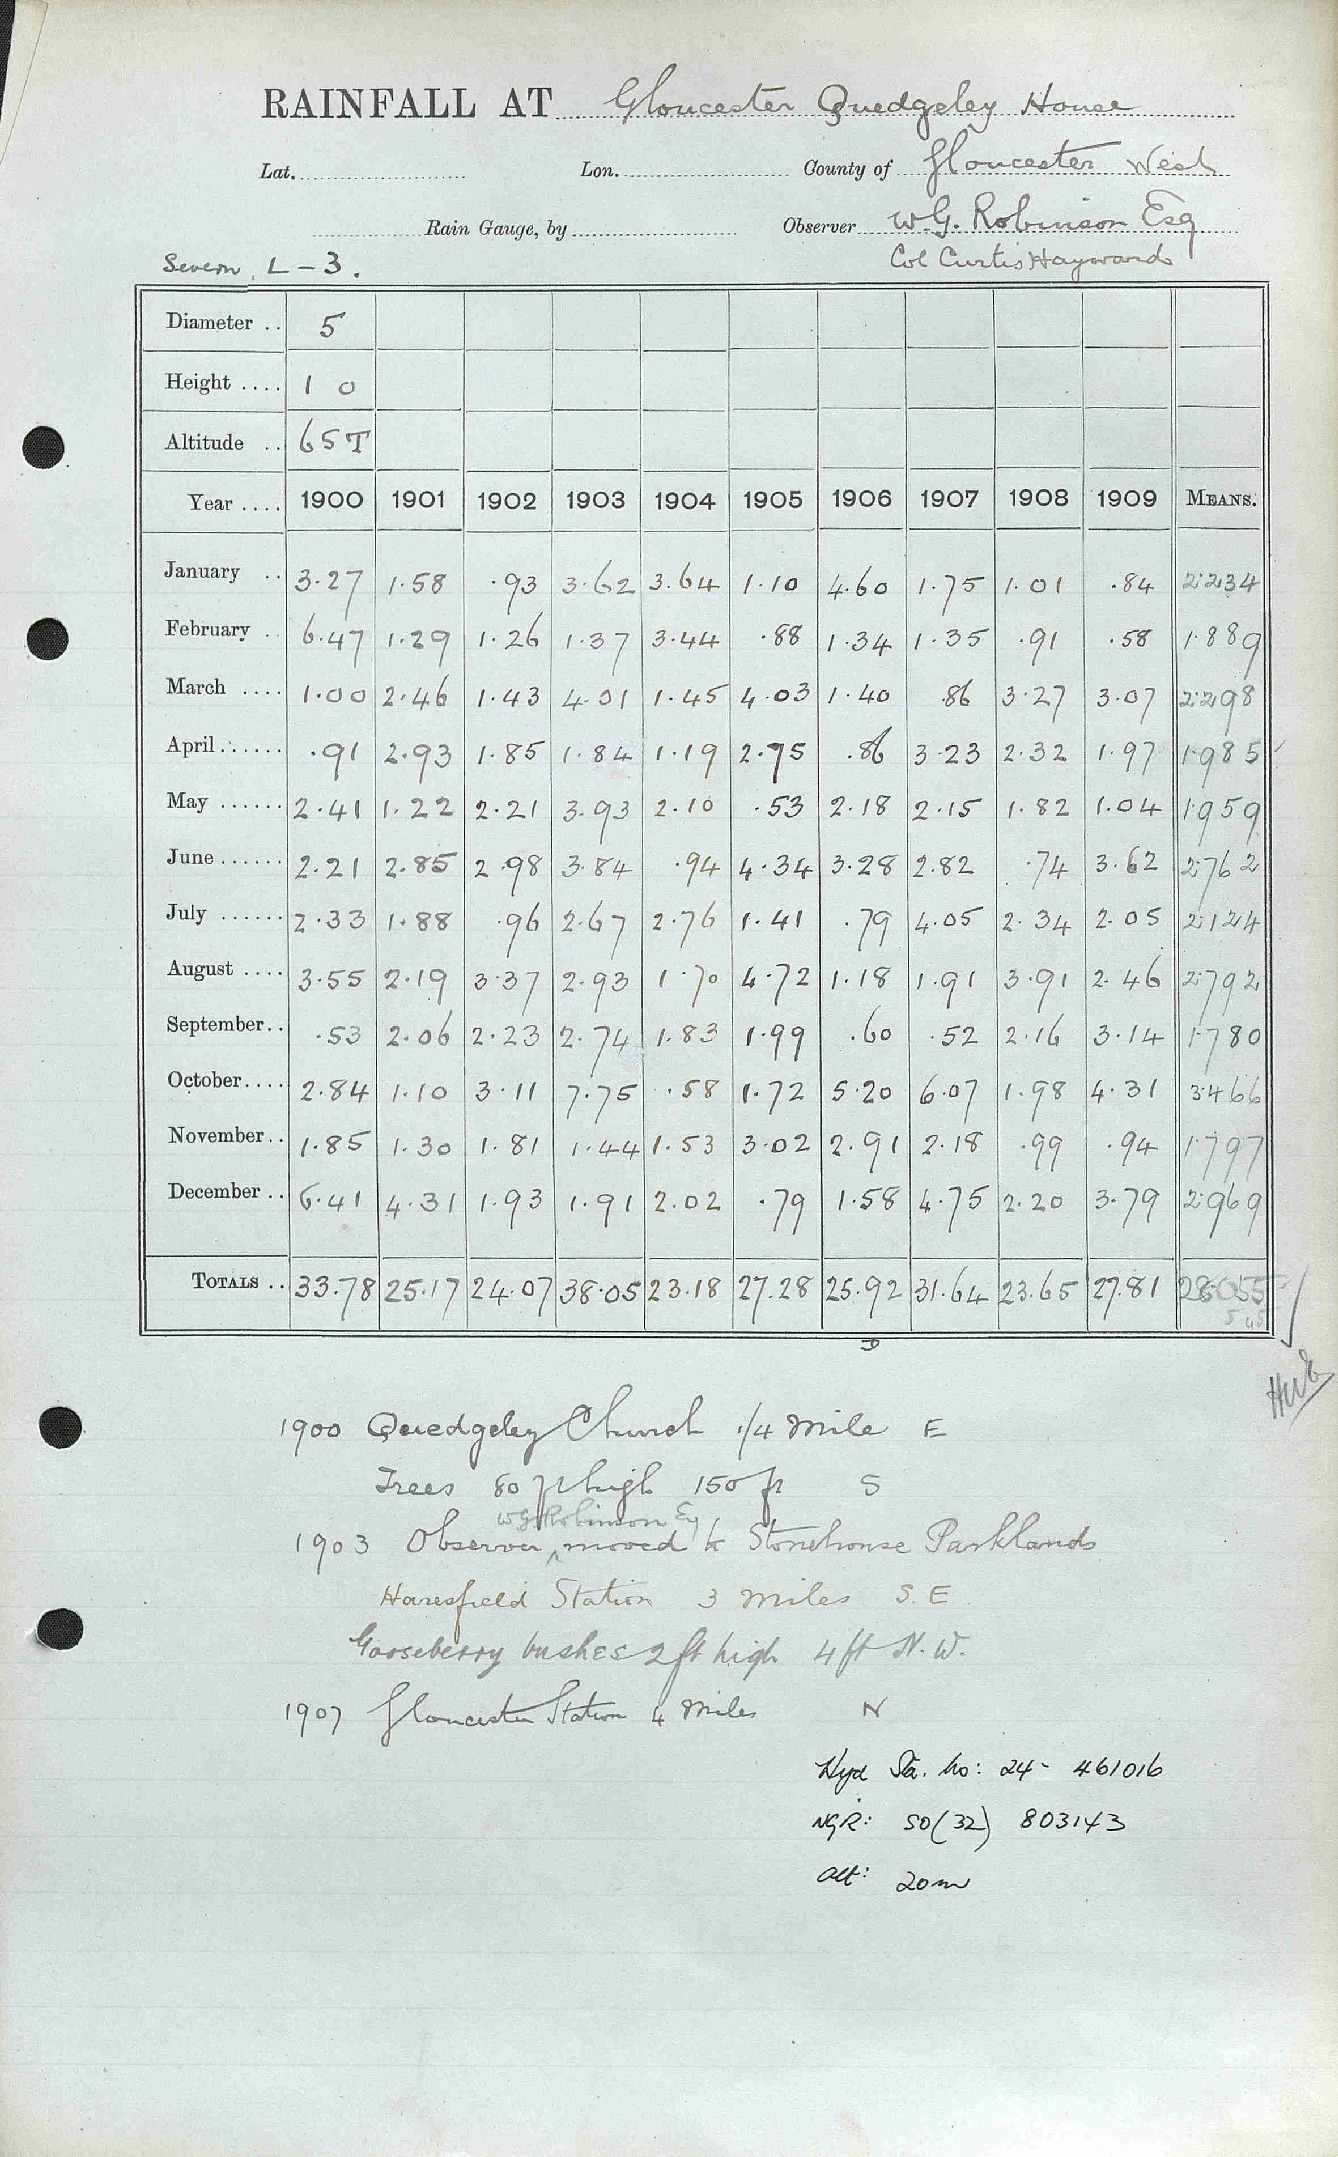 RAINFALL AT Gloucester Quedgeley House
Lat. Lon. County of Gloucester West
Rain Gauge, by Observer W.G. Robinson Esq
Severn L-3. Col Curtis Hayward
Diameter .. 5
Height .... 1 0
Altitude .. 65T
Year .... 1900 1901 1902 1903 1904 1905 1906 1907 1908 1909 MEANS.
January .. 3.27 1.58 .93 3.62 3.64 1.10 4.60 1.75 1.01 .84 2.234
February .. 6.47 1.29 1.26 1.37 3.44 .88 1.34 1.35 .91 .58 1.889
March .... 1.00 2.46 1.43 4.01 1.45 4.03 1.40 .86 3.27 3.07 2.298
April ...... .91 2.93 1.85 1.84 1.19 2.75 .86 3.23 2.32 1.97 1.985
May ...... 2.41 1.22 2.21 3.93 2.10 .53 2.18 2.15 1.82 1.04 1.959
June ...... 2.21 2.85 2.98 3.84 .94 4.34 3.28 2.82 .74 3.62 2.762
July ...... 2.33 1.88 .96 2.67 2.76 1.41 .79 4.05 2.34 2.05 2.124
August .... 3.55 2.19 3.37 2.93 1.70 4.72 1.18 1.91 3.91 2.46 2.792
September .. .53 2.06 2.23 2.74 1.83 1.99 .60 .52 2.16 3.14 1.780
October .... 2.84 1.10 3.11 7.75 .58 1.72 5.20 6.07 1.98 4.31 3.466
November .. 1.85 1.30 1.81 1.44 1.53 3.02 2.91 2.18 .99 .94 1.797
December .. 6.41 4.31 1.93 1.91 2.02 .79 1.58 4.75 2.20 3.79 2.969
TOTALS .. 33.78 25.17 24.07 38.05 23.18 27.28 25.92 31.64 23.65 27.81 28.055
1900 Quedgeley Church 1/4 Mile E
Trees 80 ft high 150 ft S
W.G. Robinson Esq
1903 Observer moved to Stonehouse Parklands
Haresfield Station 3 Miles S.E
Gooseberry bushes 2 ft high 4 ft N.W.
1907 Gloucester Station 4 Miles N
Hyd Sta. No: 24- 461016
NGR: SO(32) 803143
Alt: 20m